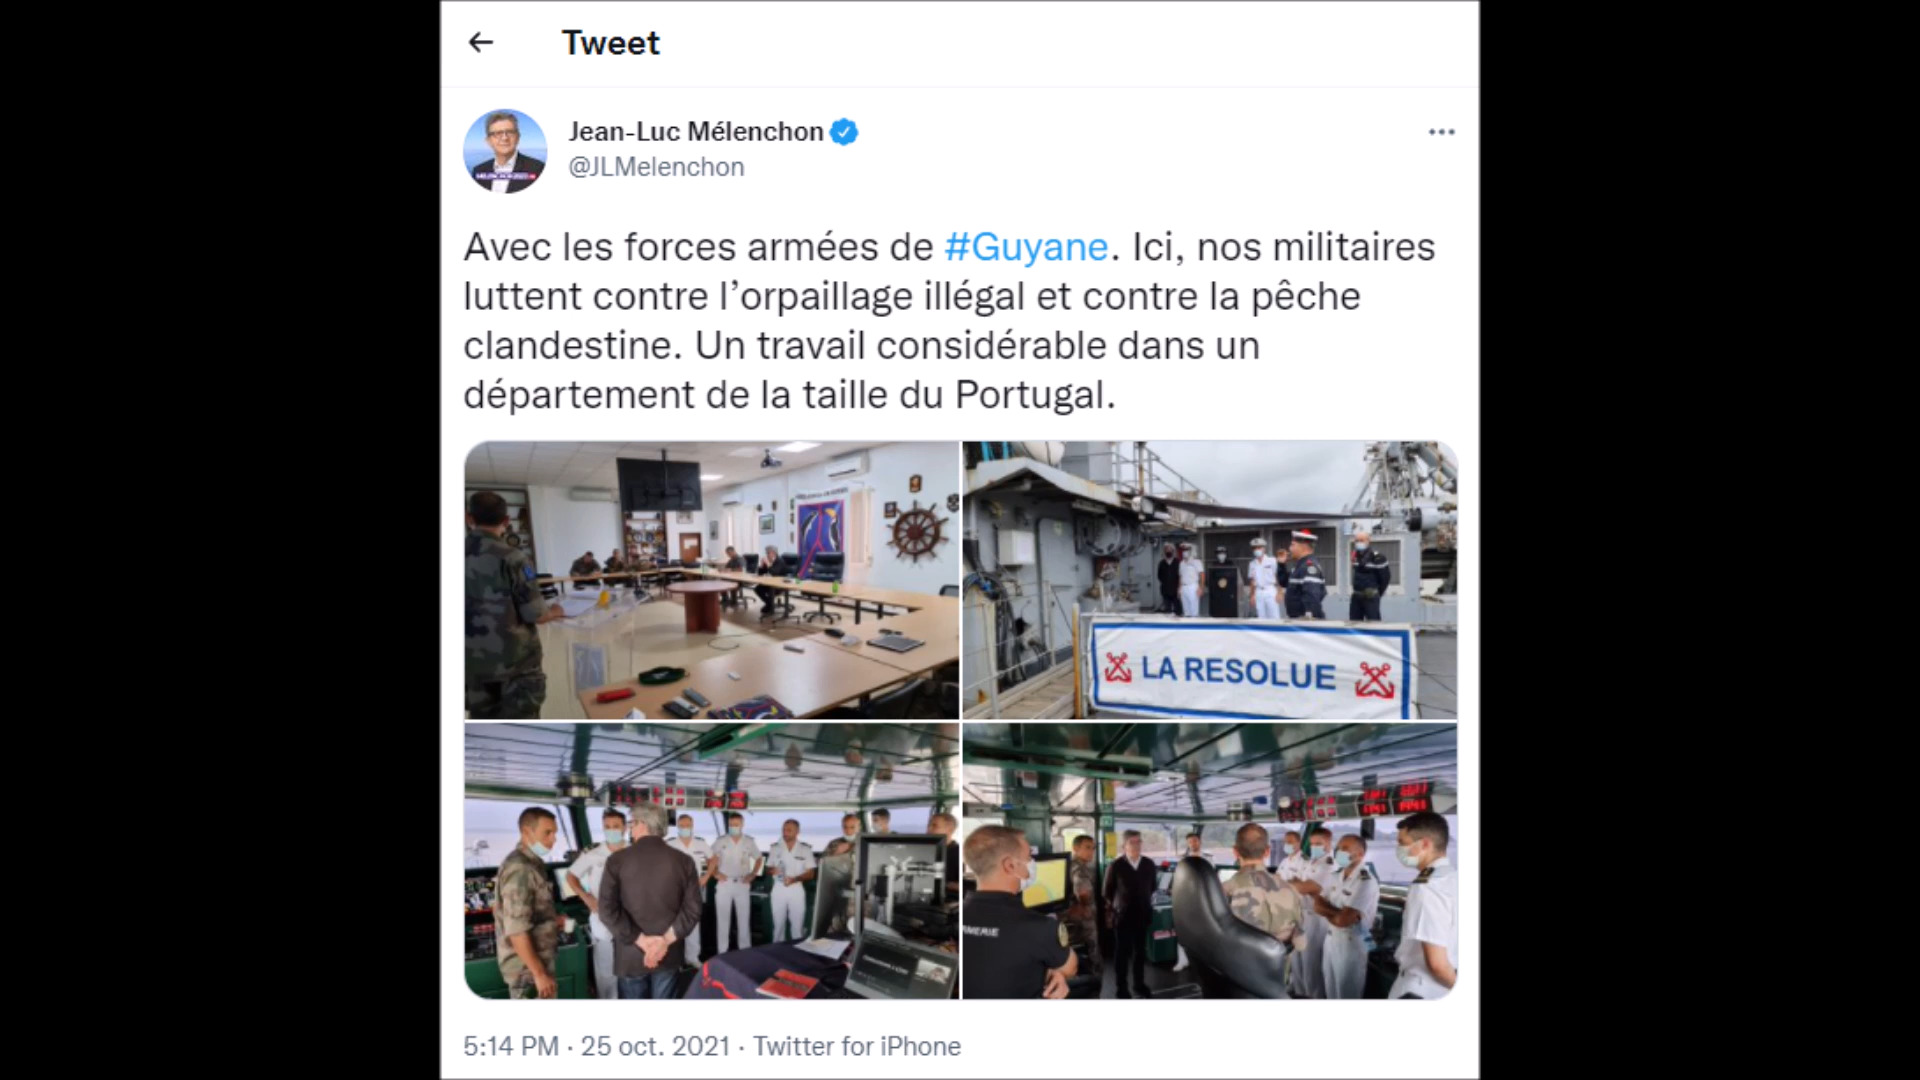 Tweet
Jean-Luc Mélenchon
@JLMelenchon
Avec les forces armées de #Guyane. Ici, nos militaires
luttent contre l’orpaillage illégal et contre la pêche
clandestine. Un travail considérable dans un
département de la taille du Portugal.
LA RESOLUE
5:14 PM · 25 oct. 2021 · Twitter for iPhone